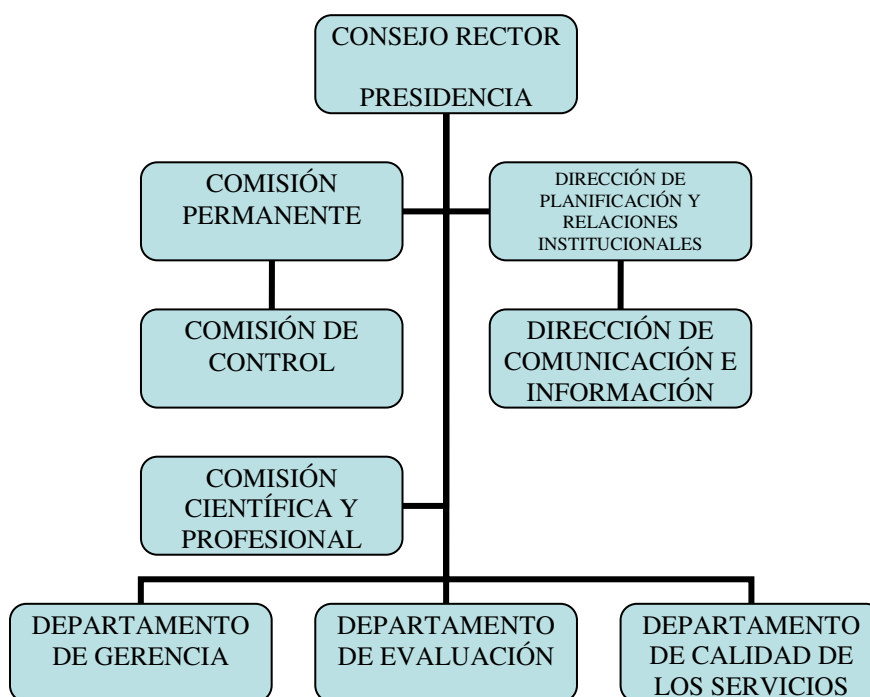 CONSEJO RECTOR
PRESIDENCIA
COMISIÓN
PERMANENTE
DIRECCIÓN DE
PLANIFICACIÓN Y
RELACIONES
INSTITUCIONALES
COMISIÓN DE
CONTROL
DIRECCIÓN DE
COMUNICACIÓN E
INFORMACIÓN
COMISIÓN
CIENTÍFICA Y
PROFESIONAL
DEPARTAMENTO
DE GERENCIA
DEPARTAMENTO
DE EVALUACIÓN
DEPARTAMENTO
DE CALIDAD DE
LOS SERVICIOS